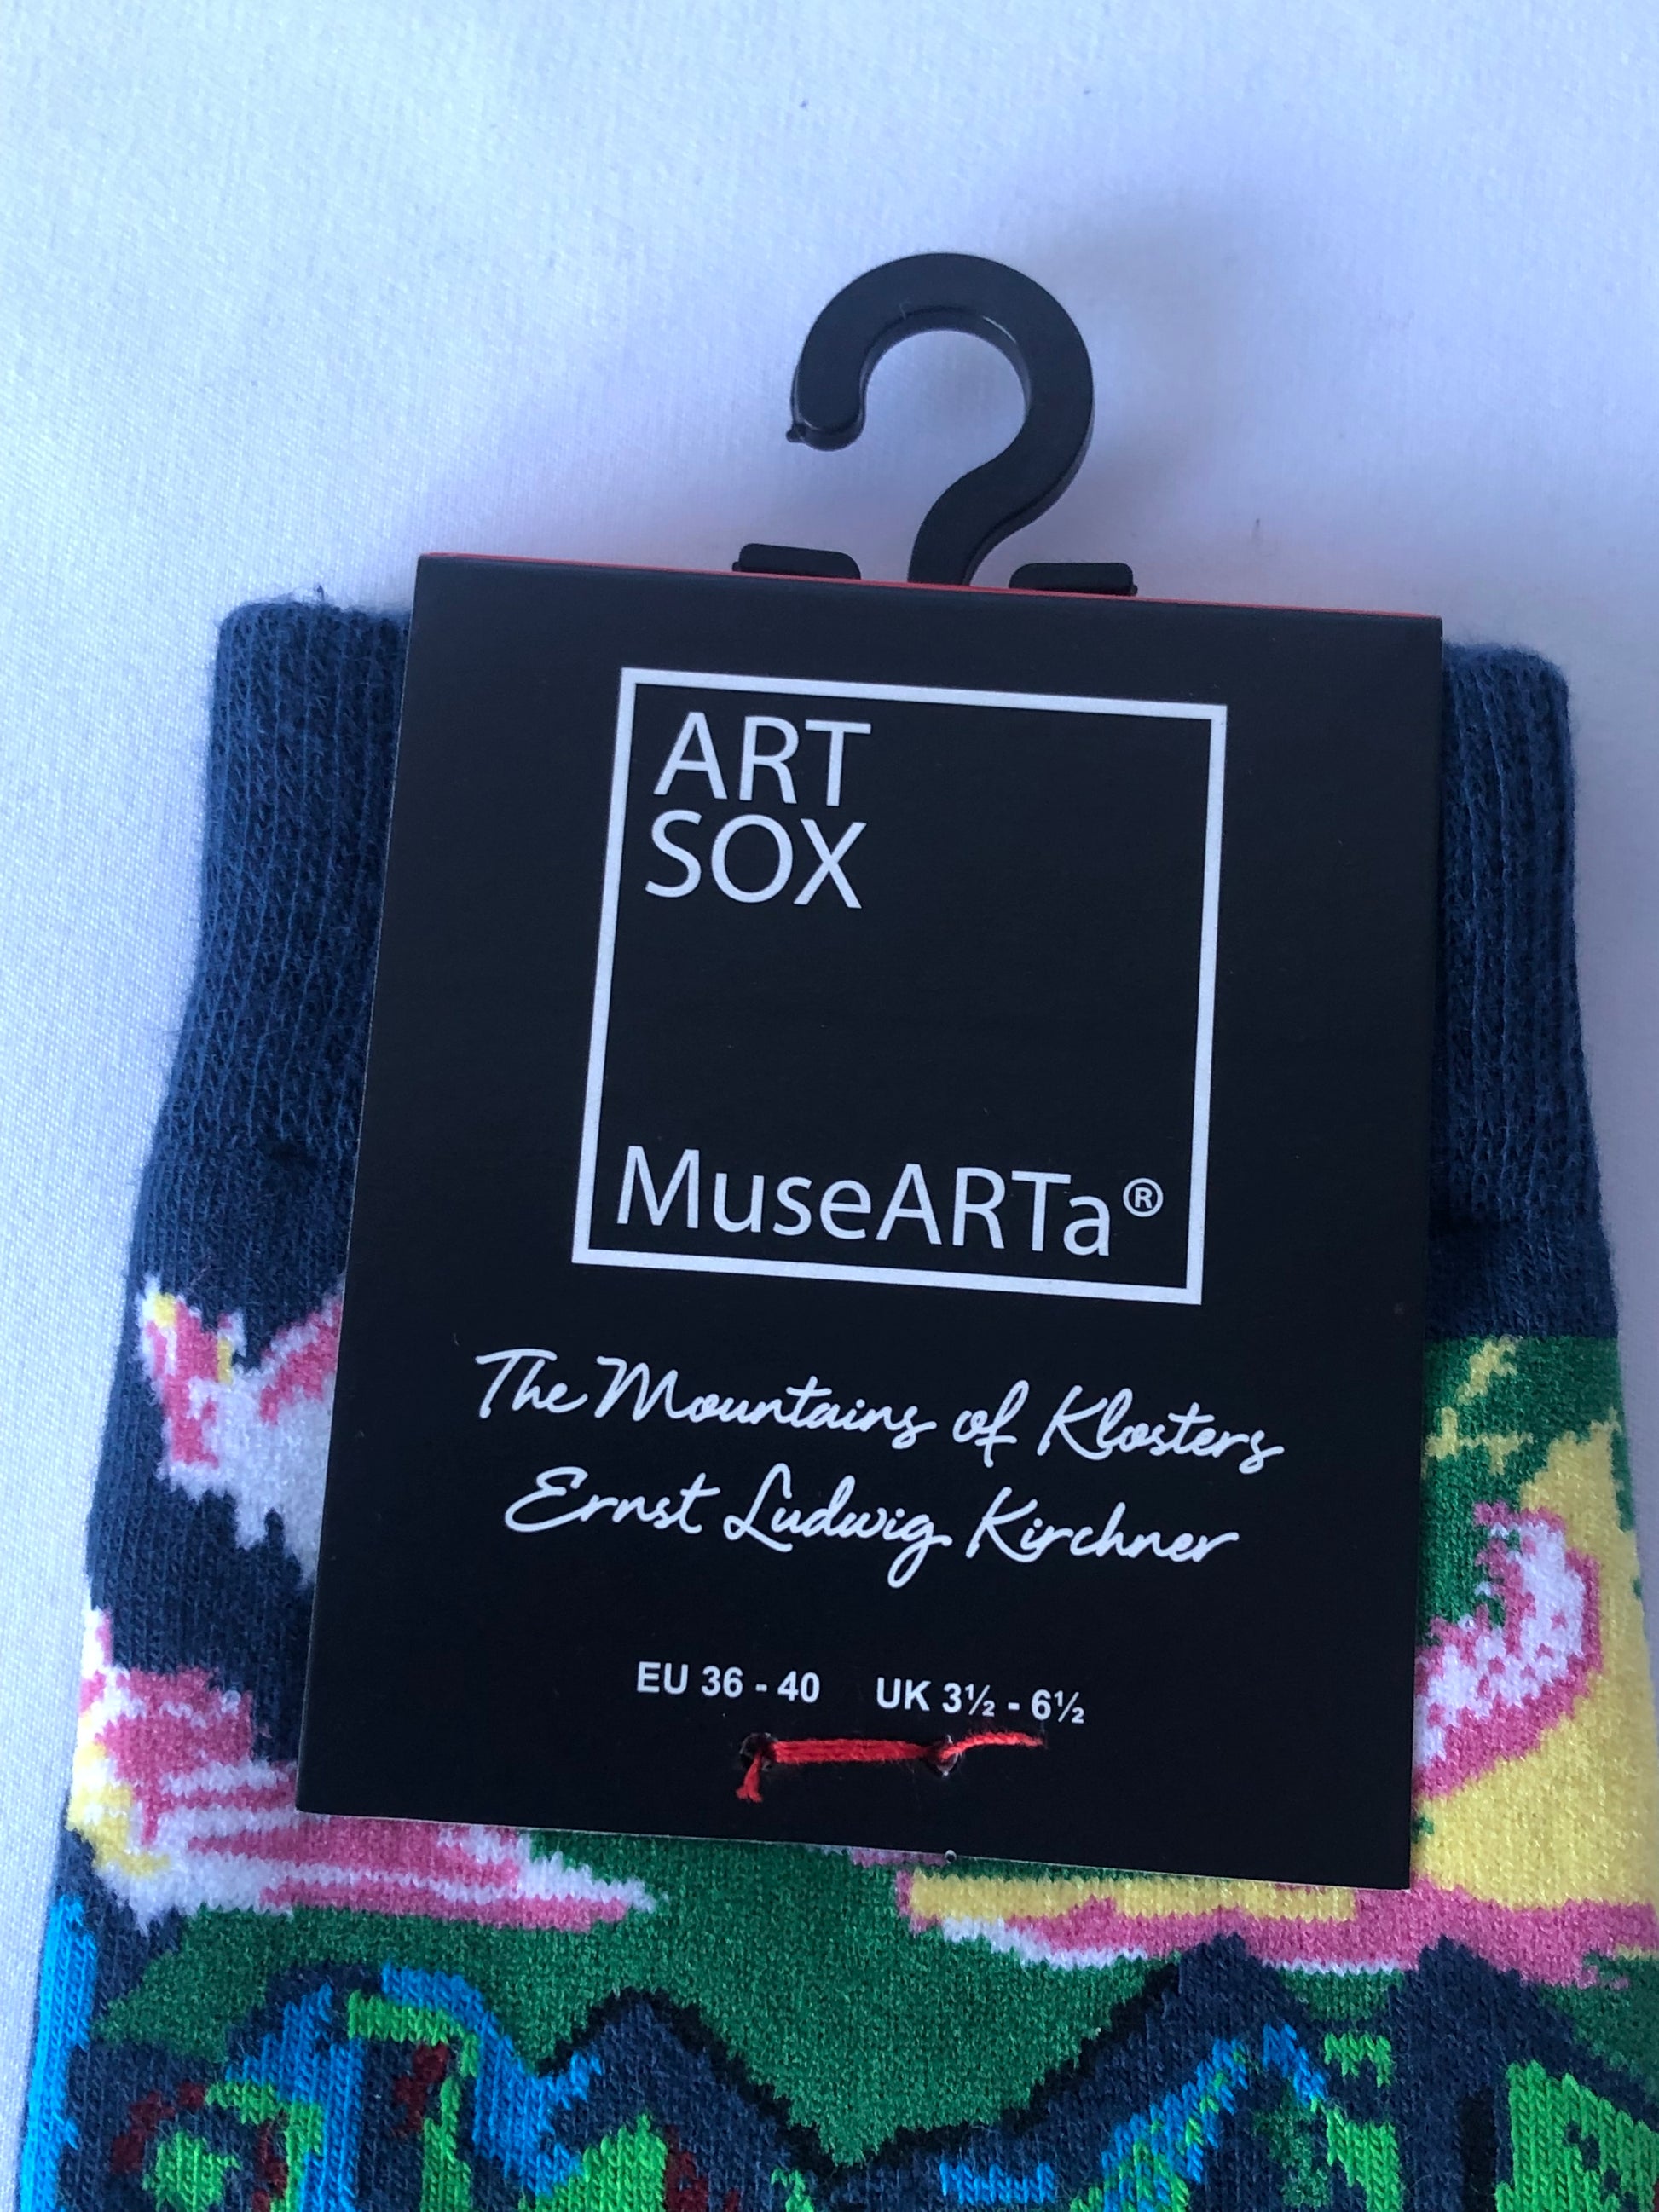 ART
SOX
MuseARTa®
The Mountains of Klosters
Ernst Ludwig Kirchner
EU 36 - 40 UK 3½ - 6½